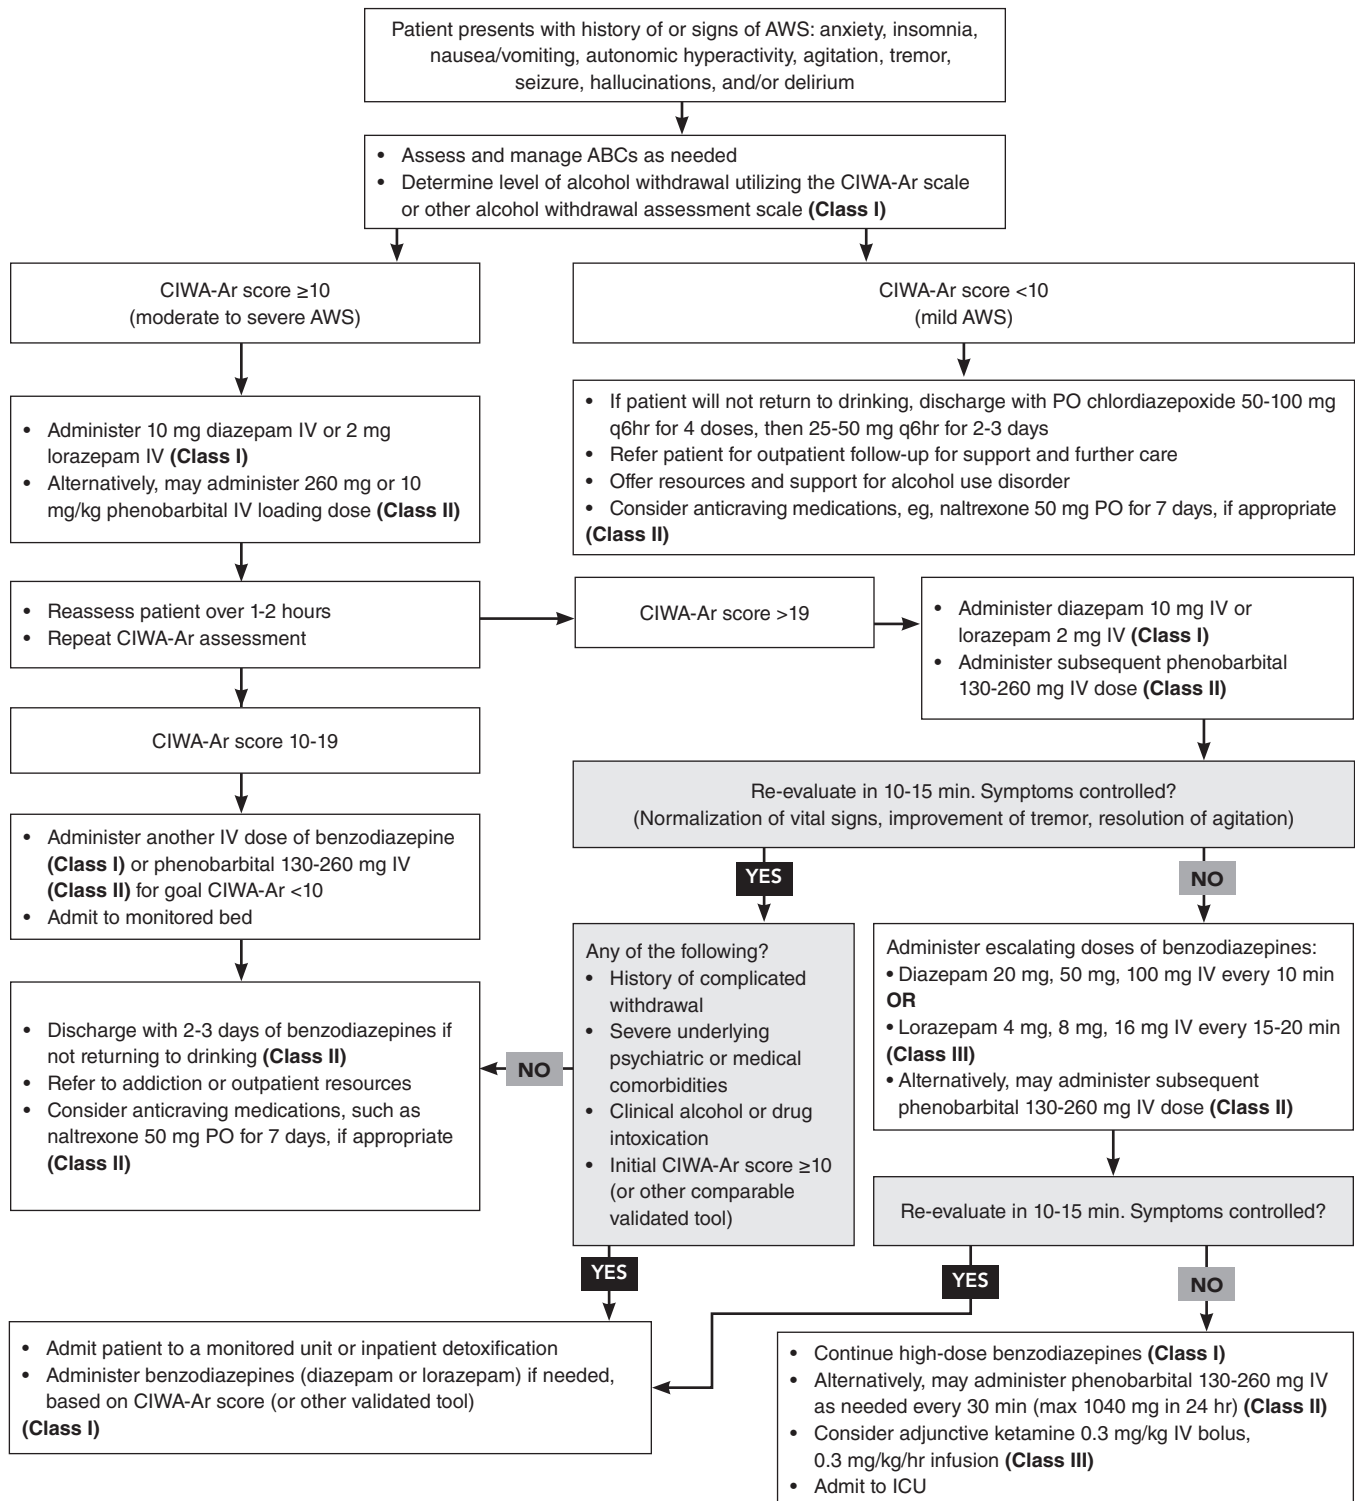 Patient presents with history of or signs of AWS: anxiety, insomnia,
nausea/vomiting, autonomic hyperactivity, agitation, tremor,
seizure, hallucinations, and/or delirium
• Assess and manage ABCs as needed
• Determine level of alcohol withdrawal utilizing the CIWA-Ar scale
or other alcohol withdrawal assessment scale (Class I)
CIWA-Ar score ≥10
(moderate to severe AWS)
CIWA-Ar score <10
(mild AWS)
• Administer 10 mg diazepam IV or 2 mg
lorazepam IV (Class I)
• Alternatively, may administer 260 mg or 10
mg/kg phenobarbital IV loading dose (Class II)
• If patient will not return to drinking, discharge with PO chlordiazepoxide 50-100 mg
q6hr for 4 doses, then 25-50 mg q6hr for 2-3 days
• Refer patient for outpatient follow-up for support and further care
• Offer resources and support for alcohol use disorder
• Consider anticraving medications, eg, naltrexone 50 mg PO for 7 days, if appropriate
(Class II)
• Reassess patient over 1-2 hours
• Repeat CIWA-Ar assessment
CIWA-Ar score >19
• Administer diazepam 10 mg IV or
lorazepam 2 mg IV (Class I)
• Administer subsequent phenobarbital
130-260 mg IV dose (Class II)
CIWA-Ar score 10-19
Re-evaluate in 10-15 min. Symptoms controlled?
(Normalization of vital signs, improvement of tremor, resolution of agitation)
• Administer another IV dose of benzodiazepine
(Class I) or phenobarbital 130-260 mg IV
(Class II) for goal CIWA-Ar <10
• Admit to monitored bed
YES
NO
Any of the following?
• History of complicated
withdrawal
• Severe underlying
psychiatric or medical
comorbidities
• Clinical alcohol or drug
intoxication
• Initial CIWA-Ar score ≥10
(or other comparable
validated tool)
Administer escalating doses of benzodiazepines:
• Diazepam 20 mg, 50 mg, 100 mg IV every 10 min
OR
• Lorazepam 4 mg, 8 mg, 16 mg IV every 15-20 min
(Class III)
• Alternatively, may administer subsequent
phenobarbital 130-260 mg IV dose (Class II)
NO
• Discharge with 2-3 days of benzodiazepines if
not returning to drinking (Class II)
• Refer to addiction or outpatient resources
• Consider anticraving medications, such as
naltrexone 50 mg PO for 7 days, if appropriate
(Class II)
Re-evaluate in 10-15 min. Symptoms controlled?
YES
YES
NO
• Admit patient to a monitored unit or inpatient detoxification
• Administer benzodiazepines (diazepam or lorazepam) if needed,
based on CIWA-Ar score (or other validated tool)
(Class I)
• Continue high-dose benzodiazepines (Class I)
• Alternatively, may administer phenobarbital 130-260 mg IV
as needed every 30 min (max 1040 mg in 24 hr) (Class II)
• Consider adjunctive ketamine 0.3 mg/kg IV bolus,
0.3 mg/kg/hr infusion (Class III)
• Admit to ICU